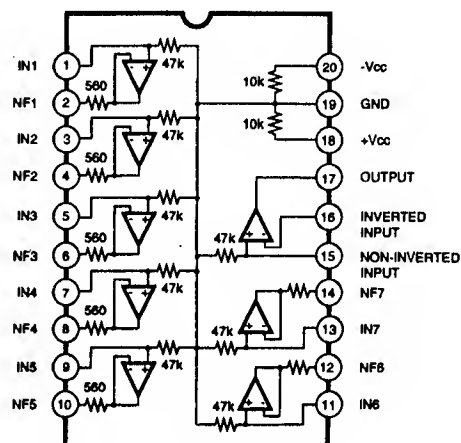 IN1 1 560 47k
NF1 2
IN2 3 560 47k
NF2 4
IN3 5 560 47k
NF3 6
IN4 7 560 47k
NF4 8
IN5 9 560 47k
NF5 10
10k 20 -Vcc
19 GND
10k 18 +Vcc
17 OUTPUT
16 INVERTED INPUT
47k 15 NON-INVERTED INPUT
14 NF7
47k 13 IN7
12 NF6
47k 11 IN6
- +
- +
- +
- +
- +
+ -
+ -
+ -